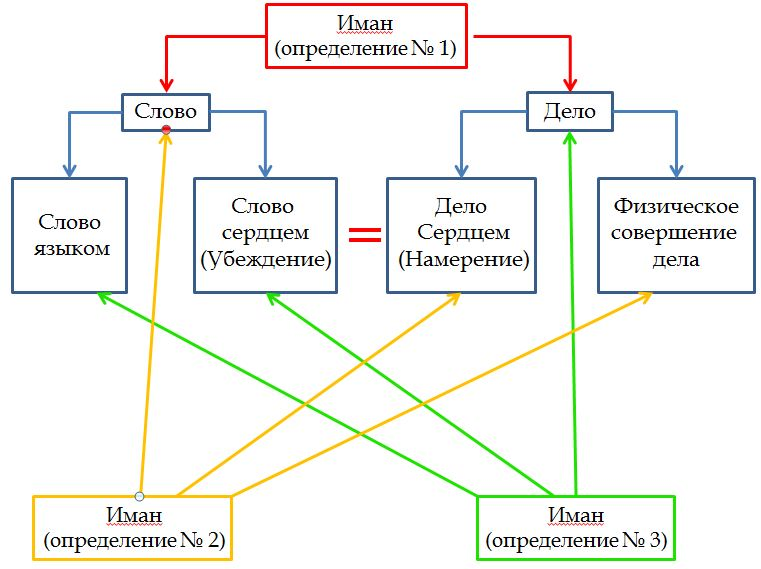 Иман
(определение № 1)
Слово
Дело
Слово
языком
Слово
сердцем
(Убеждение)
=
Дело
Сердцем
(Намерение)
Физическое
совершение
дела
Иман
(определение № 2)
Иман
(определение № 3)